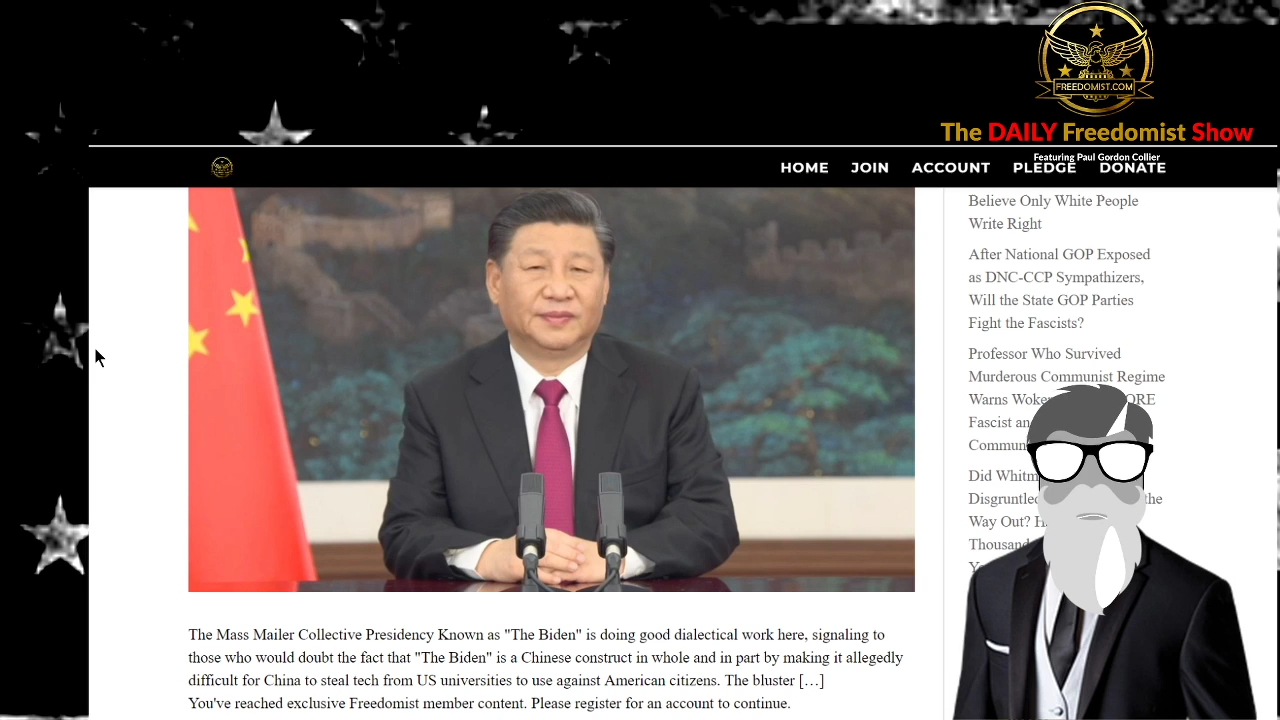 FREEDOMIST.COM
The DAILY Freedomist Show
Featuring Paul Gordon Collier
HOME JOIN ACCOUNT PLEDGE DONATE
Believe Only White People
Write Right
After National GOP Exposed
as DNC-CCP Sympathizers,
Will the State GOP Parties
Fight the Fascists?
Professor Who Survived
Murderous Communist Regime
Warns
Fascist
Did
the
Way Out?
The Mass Mailer Collective Presidency Known as "The Biden" is doing good dialectical work here, signaling to
those who would doubt the fact that "The Biden" is a Chinese construct in whole and in part by making it allegedly
difficult for China to steal tech from US universities to use against American citizens. The bluster […]
You've reached exclusive Freedomist member content. Please register for an account to continue.